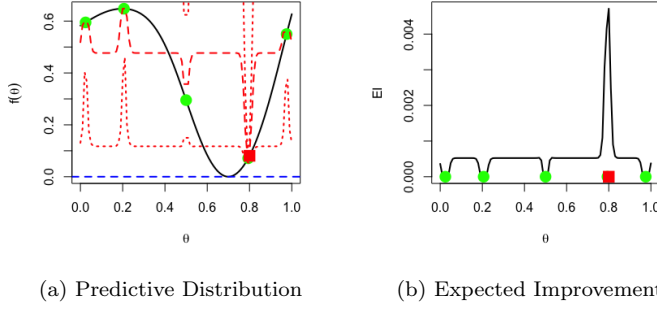 f(θ)
0.6
0.4
0.2
0.0
0.0 0.2 0.4 0.6 0.8 1.0
θ
(a) Predictive Distribution
EI
0.004
0.002
0.000
0.0 0.2 0.4 0.6 0.8 1.0
θ
(b) Expected Improvement